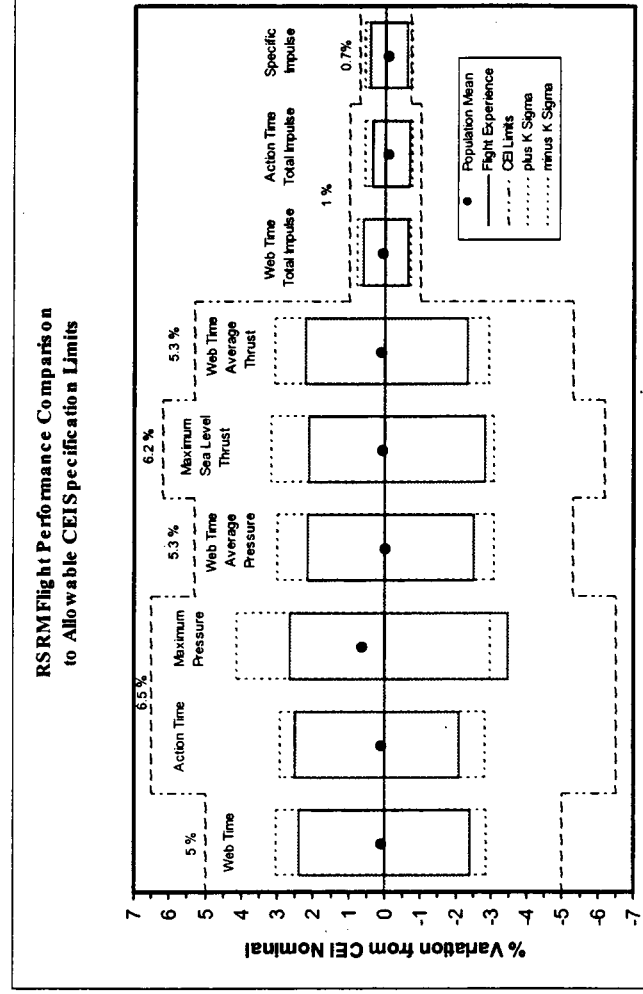 RSRM Flight Performance Comparison
to Allowable CEI Specification Limits
% Variation from CEI Nominal
7
6
5
4
3
2
1
0
-1
-2
-3
-4
-5
-6
-7
5 %
Web Time
6.5 %
Action Time
Maximum
Pressure
5.3 %
Web Time
Average
Pressure
6.2 %
Maximum
Sea Level
Thrust
5.3 %
Web Time
Average
Thrust
1 %
Web Time
Total Impulse
Action Time
Total Impulse
0.7%
Specific
Impulse
Population Mean
Flight Experience
CEI Limits
plus K Sigma
minus K Sigma